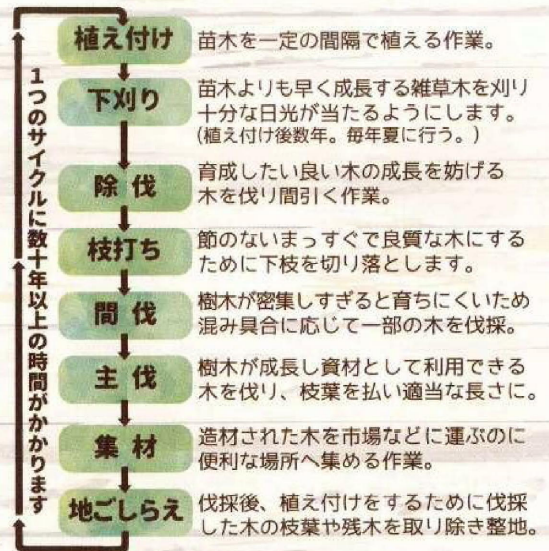 1つのサイクルに数十年以上の時間がかかります
植え付け
苗木を一定の間隔で植える作業。
下刈り
苗木よりも早く成長する雑草木を刈り
十分な日光が当たるようにします。
(植え付け後数年。毎年夏に行う。)
除伐
育成したい良い木の成長を妨げる
木を伐り間引く作業。
枝打ち
節のないまっすぐで良質な木にする
ために下枝を切り落とします。
間伐
樹木が密集しすぎると育ちにくいため
混み具合に応じて一部の木を伐採。
主伐
樹木が成長し資材として利用できる
木を伐り、枝葉を払い適当な長さに。
集材
造材された木を市場などに運ぶのに
便利な場所へ集める作業。
地ごしらえ
伐採後、植え付けをするために伐採
した木の枝葉や残木を取り除き整地。